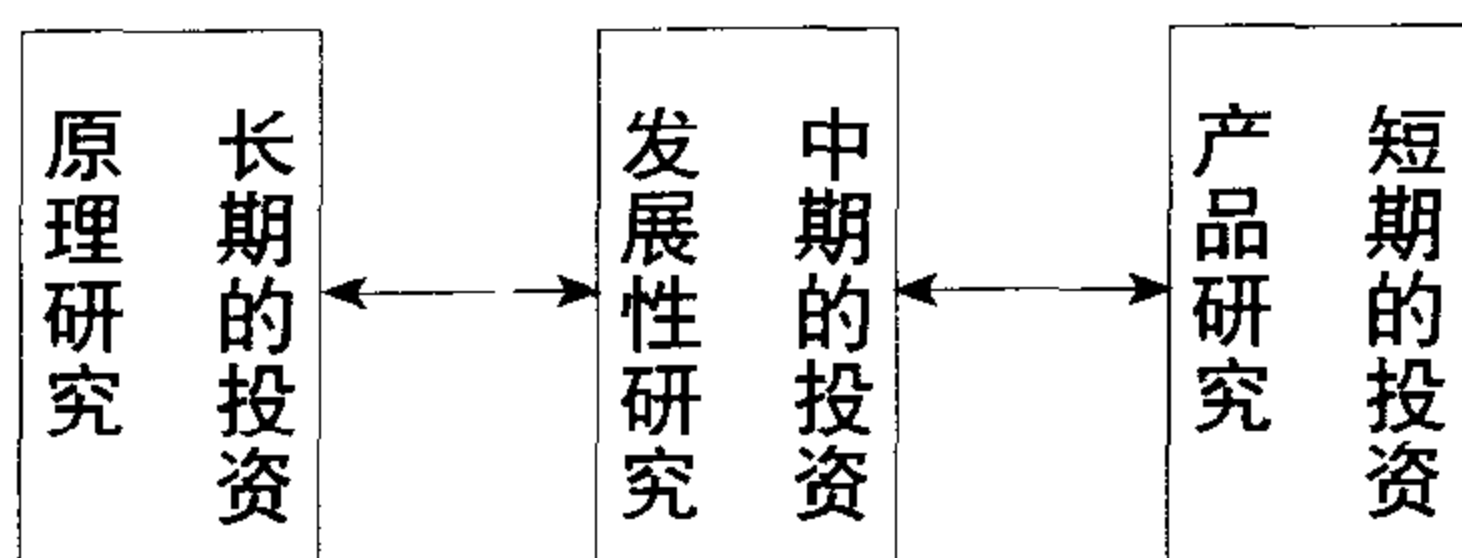 原理研究
长期的投资
发展性研究
中期的投资
产品研究
短期的投资